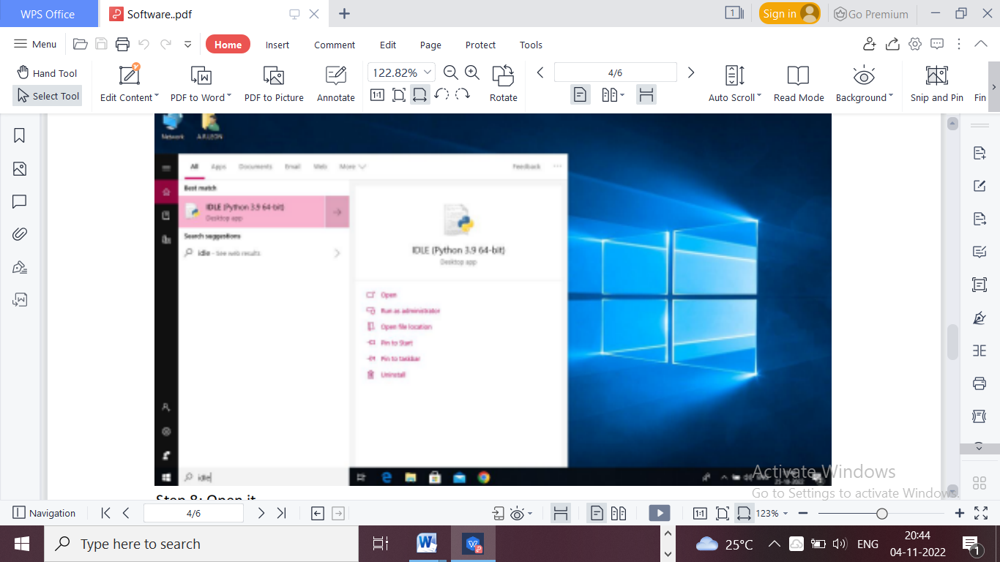 WPS Office
Software..pdf
1
Sign in
Go Premium
Menu
Home
Insert
Comment
Edit
Page
Protect
Tools
Hand Tool
Select Tool
Edit Content
PDF to Word
PDF to Picture
Annotate
122.82%
1:1
Rotate
4/6
Auto Scroll
Read Mode
Background
Snip and Pin
Fin
Network
All Apps Documents Email Web More
Feedback
Best match
IDLE (Python 3.9 64-bit)
Desktop app
Search suggestions
idle - See web results
IDLE (Python 3.9 64-bit)
Desktop app
Open
Run as administrator
Open file location
Pin to Start
Pin to taskbar
Uninstall
idle
Activate Windows
Go to Settings to activate Windows.
Step 8: Open it
Navigation
4/6
1:1
123%
Type here to search
25°C
ENG
20:44
04-11-2022
1